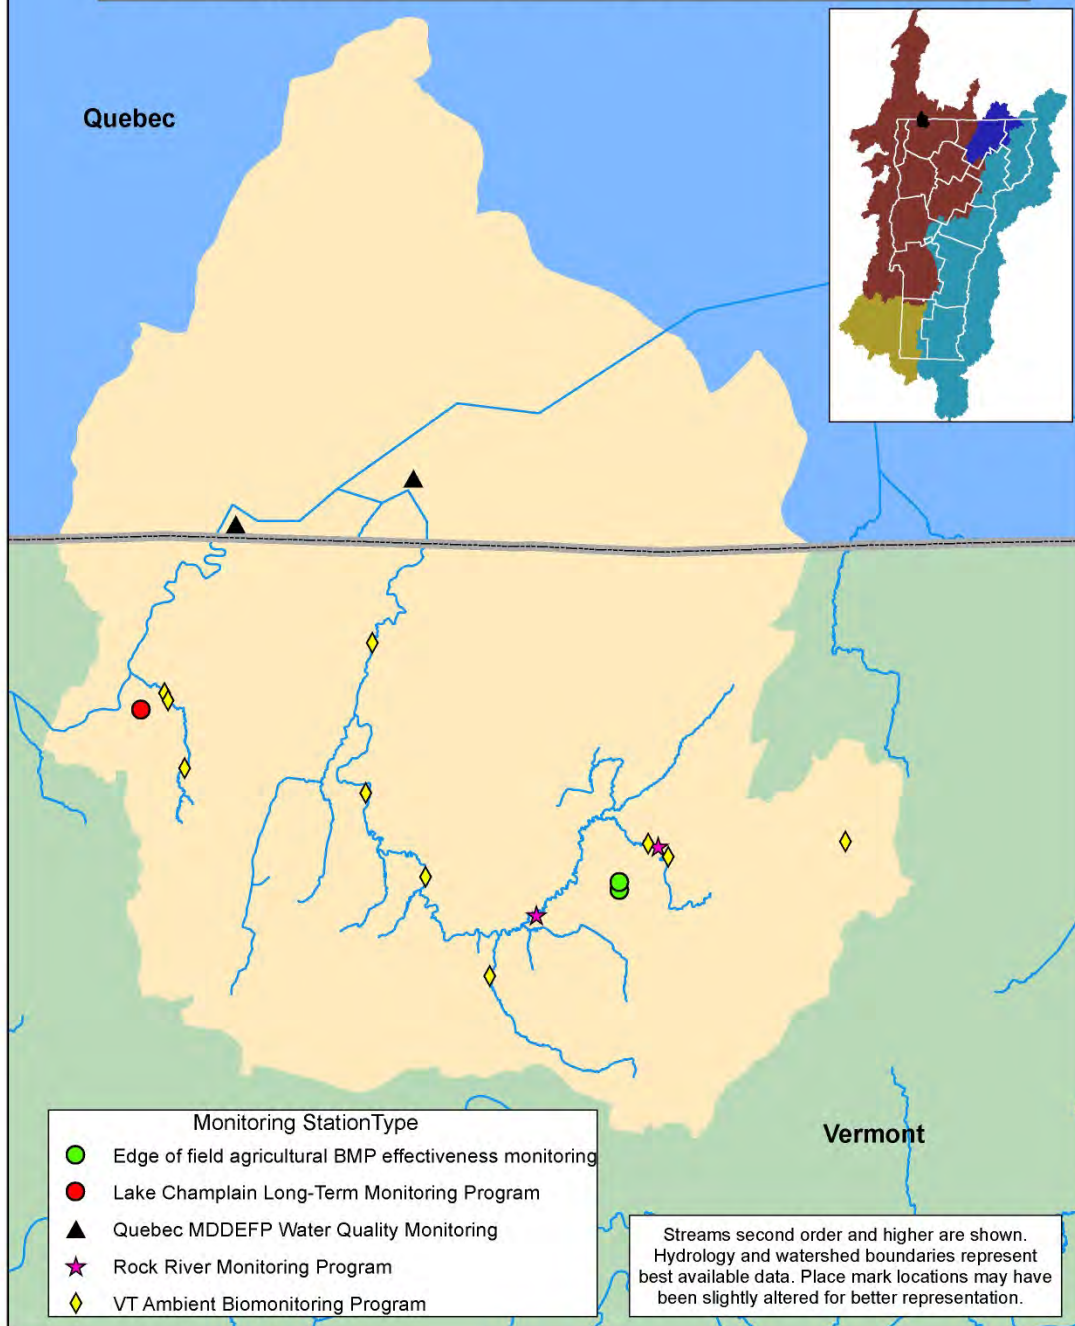 Quebec
Vermont
Monitoring StationType
Edge of field agricultural BMP effectiveness monitoring
Lake Champlain Long-Term Monitoring Program
Quebec MDDEFP Water Quality Monitoring
Rock River Monitoring Program
VT Ambient Biomonitoring Program
Streams second order and higher are shown.
Hydrology and watershed boundaries represent
best available data. Place mark locations may have
been slightly altered for better representation.